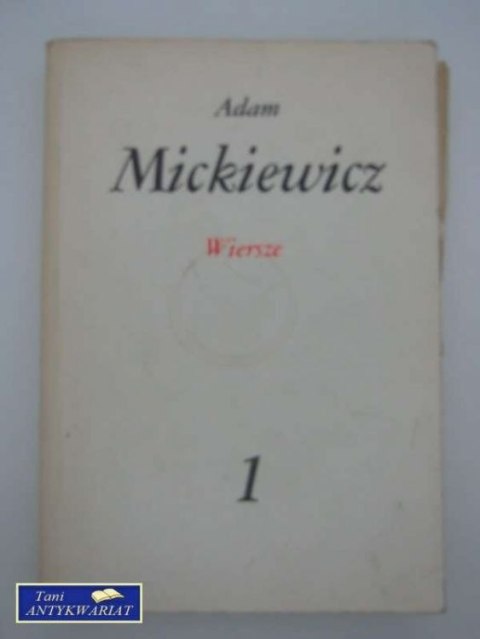 Adam
Mickiewicz
Wiersze
1
Tani
ANTYKWARIAT